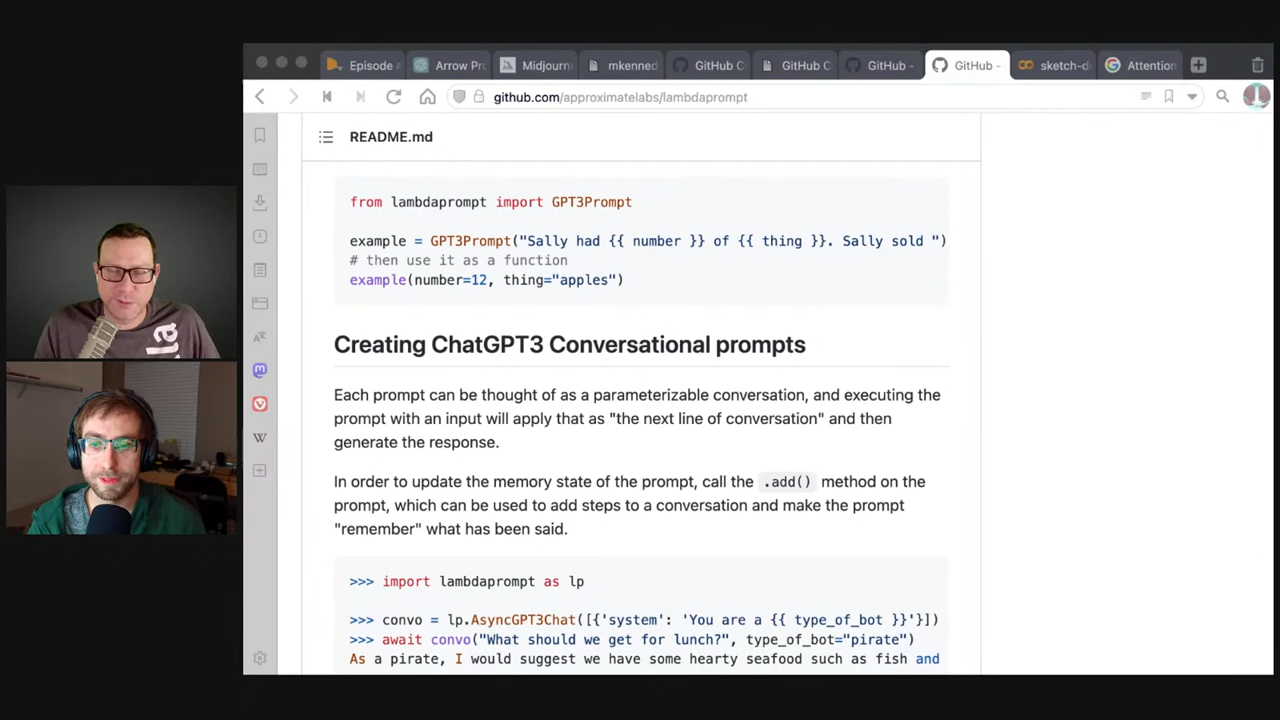 Episode
Arrow Pr
Midjourn
mkenned
GitHub C
GitHub C
GitHub -
GitHub -
sketch-d
Attention
github.com/approximatelabs/lambdaprompt
README.md
from lambdaprompt import GPT3Prompt
example = GPT3Prompt("Sally had {{ number }} of {{ thing }}. Sally sold ")
# then use it as a function
example(number=12, thing="apples")
Creating ChatGPT3 Conversational prompts
Each prompt can be thought of as a parameterizable conversation, and executing the
prompt with an input will apply that as "the next line of conversation" and then
generate the response.
In order to update the memory state of the prompt, call the .add() method on the
prompt, which can be used to add steps to a conversation and make the prompt
"remember" what has been said.
>>> import lambdaprompt as lp
>>> convo = lp.AsyncGPT3Chat([{'system': 'You are a {{ type_of_bot }}'}])
>>> await convo("What should we get for lunch?", type_of_bot="pirate")
As a pirate, I would suggest we have some hearty seafood such as fish and